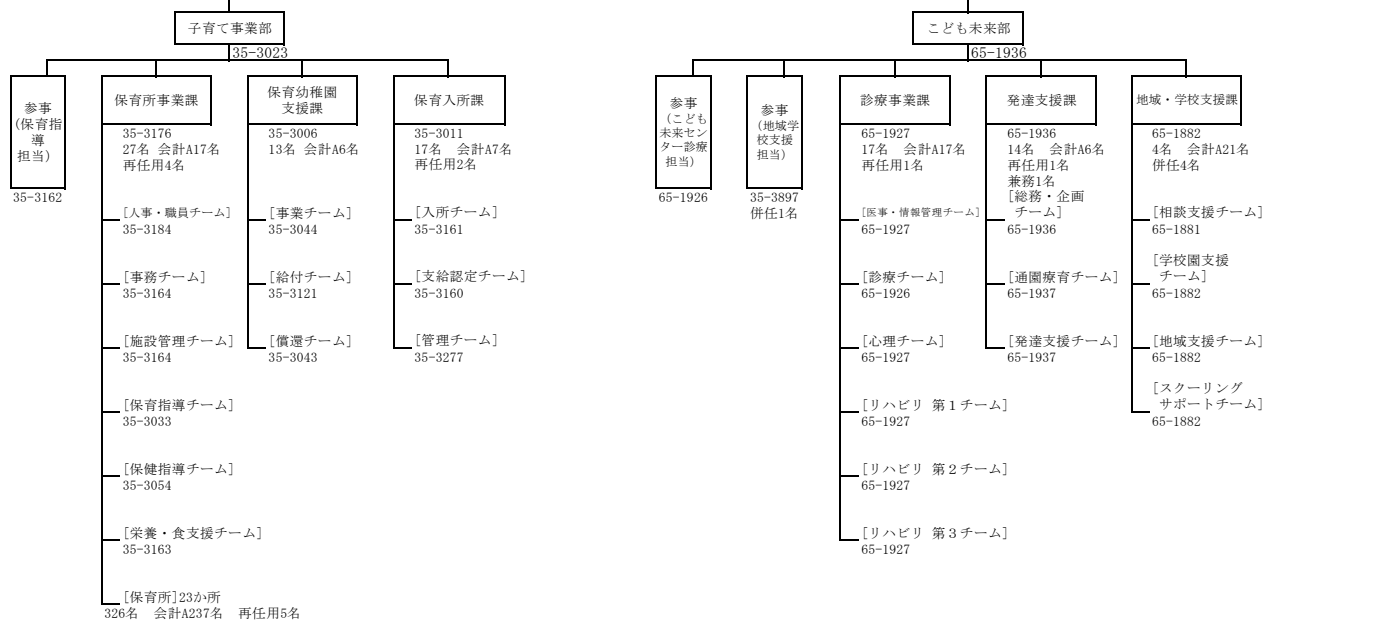 子育て事業部
35-3023
参事
(保育指
導
担当)
35-3162
保育所事業課
35-3176
27名　会計A17名
再任用4名
[人事・職員チーム]
35-3184
[事務チーム]
35-3164
[施設管理チーム]
35-3164
[保育指導チーム]
35-3033
[保健指導チーム]
35-3054
[栄養・食支援チーム]
35-3163
[保育所]23か所
326名　会計A237名　再任用5名
保育幼稚園
支援課
35-3006
13名　会計A6名
[事業チーム]
35-3044
[給付チーム]
35-3121
[償還チーム]
35-3043
保育入所課
35-3011
17名　会計A7名
再任用2名
[入所チーム]
35-3161
[支給認定チーム]
35-3160
[管理チーム]
35-3277
こども未来部
65-1936
参事
(こども
未来セン
ター診療
担当)
65-1926
参事
(地域学
校支援
担当)
35-3897
併任1名
診療事業課
65-1927
17名　会計A17名
再任用1名
[医事・情報管理チーム]
65-1927
[診療チーム]
65-1926
[心理チーム]
65-1927
[リハビリ 第１チーム]
65-1927
[リハビリ 第２チーム]
65-1927
[リハビリ 第３チーム]
65-1927
発達支援課
65-1936
14名　会計A6名
再任用1名
兼務1名
[総務・企画
チーム]
65-1936
[通園療育チーム]
65-1937
[発達支援チーム]
65-1937
地域・学校支援課
65-1882
4名　会計A21名
併任4名
[相談支援チーム]
65-1881
[学校園支援
チーム]
65-1882
[地域支援チーム]
65-1882
[スクーリング
サポートチーム]
65-1882